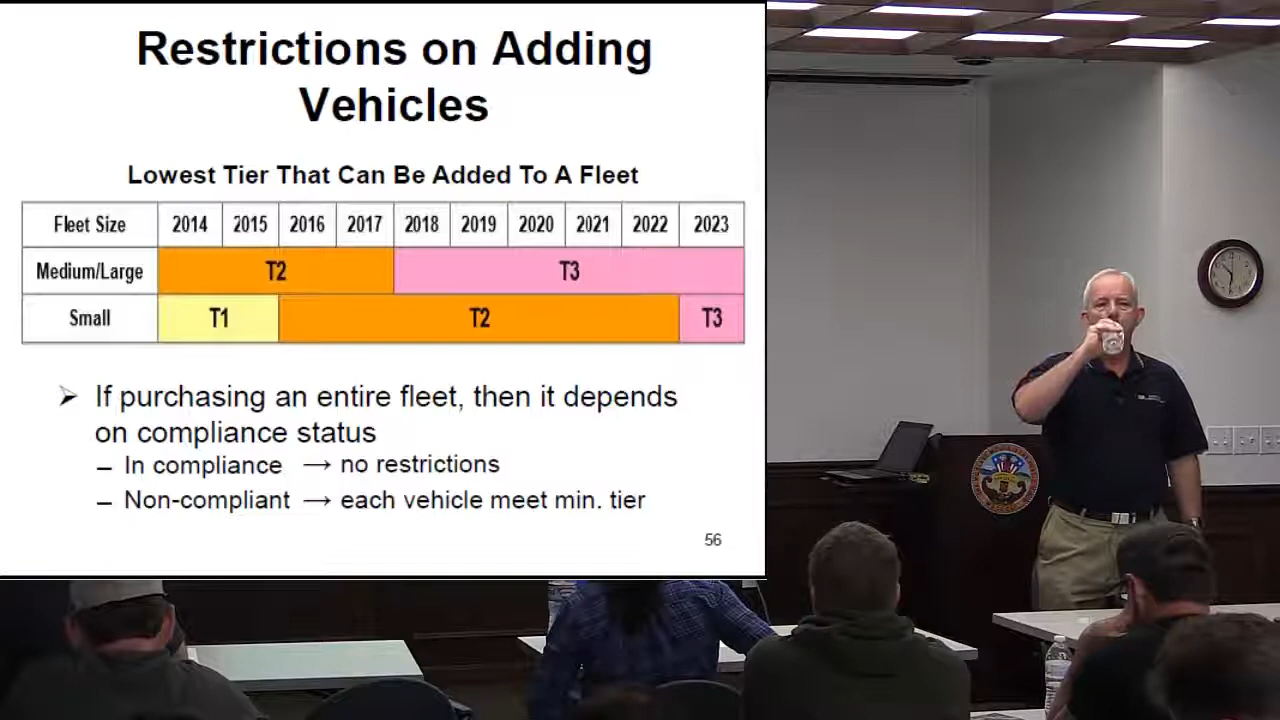 Restrictions on Adding
Vehicles
Lowest Tier That Can Be Added To A Fleet
Fleet Size 2014 2015 2016 2017 2018 2019 2020 2021 2022 2023
Medium/Large T2 T3
Small T1 T2 T3
➢ If purchasing an entire fleet, then it depends
on compliance status
– In compliance → no restrictions
– Non-compliant → each vehicle meet min. tier
56